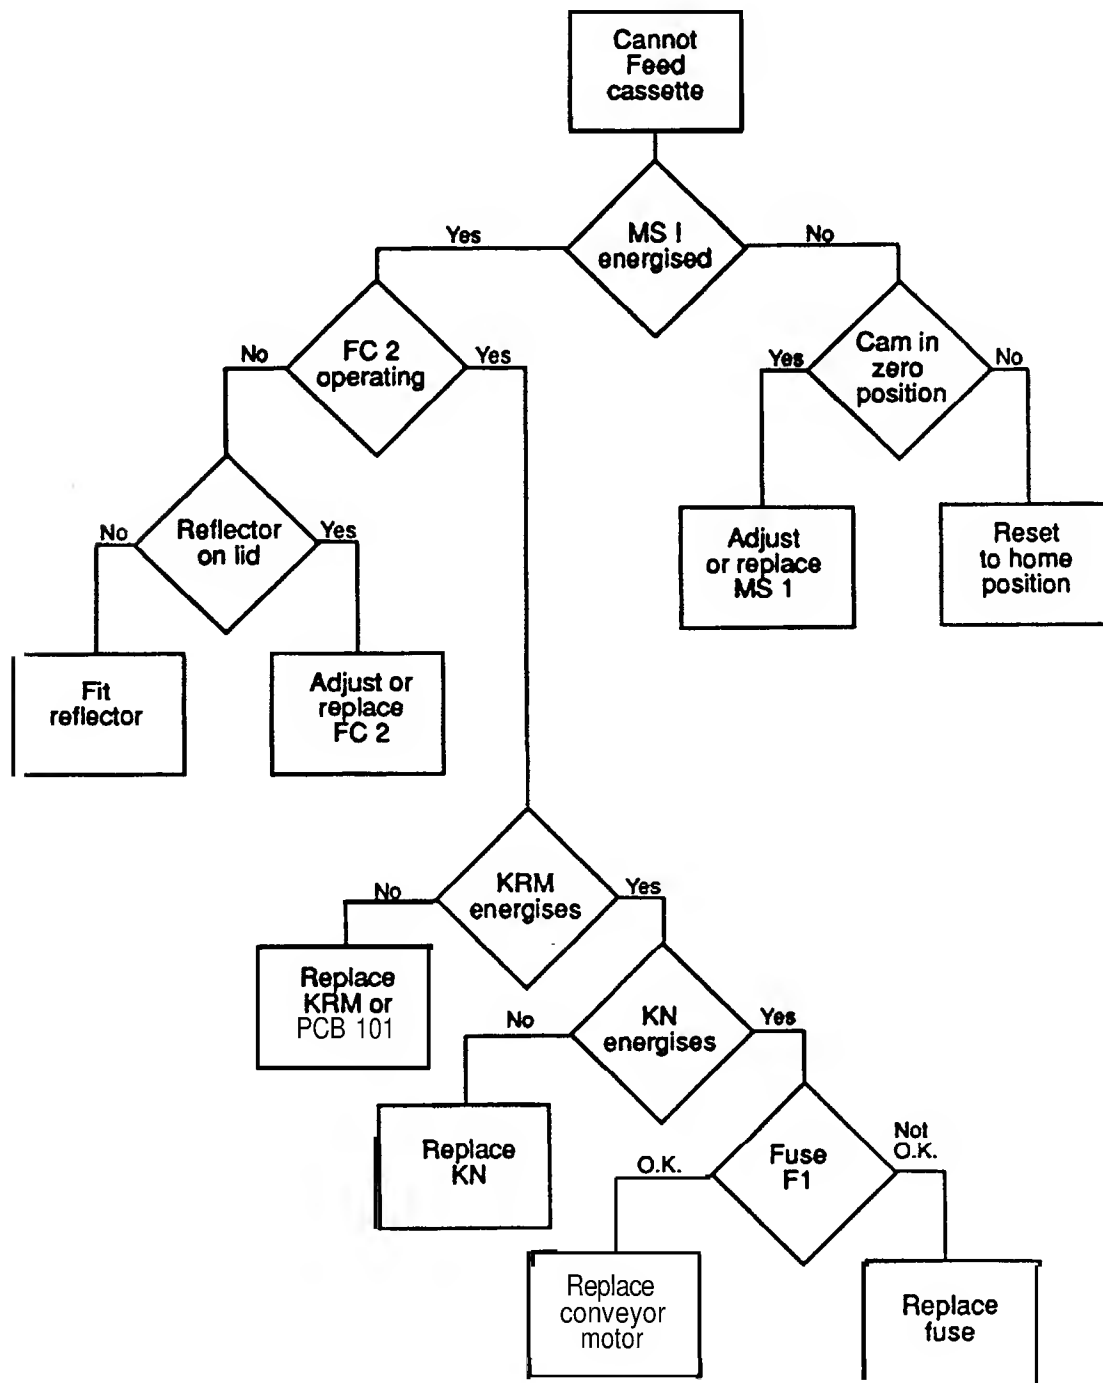 Cannot
Feed
cassette
MS I
energised
Yes
No
FC 2
operating
No
Yes
Cam in
zero
position
Yes
No
Reflector
on lid
No
Yes
Adjust
or replace
MS 1
Reset
to home
position
Fit
reflector
Adjust or
replace
FC 2
KRM
energises
No
Yes
Replace
KRM or
PCB 101
KN
energises
No
Yes
Replace
KN
Fuse
F1
O.K.
Not
O.K.
Replace
conveyor
motor
Replace
fuse